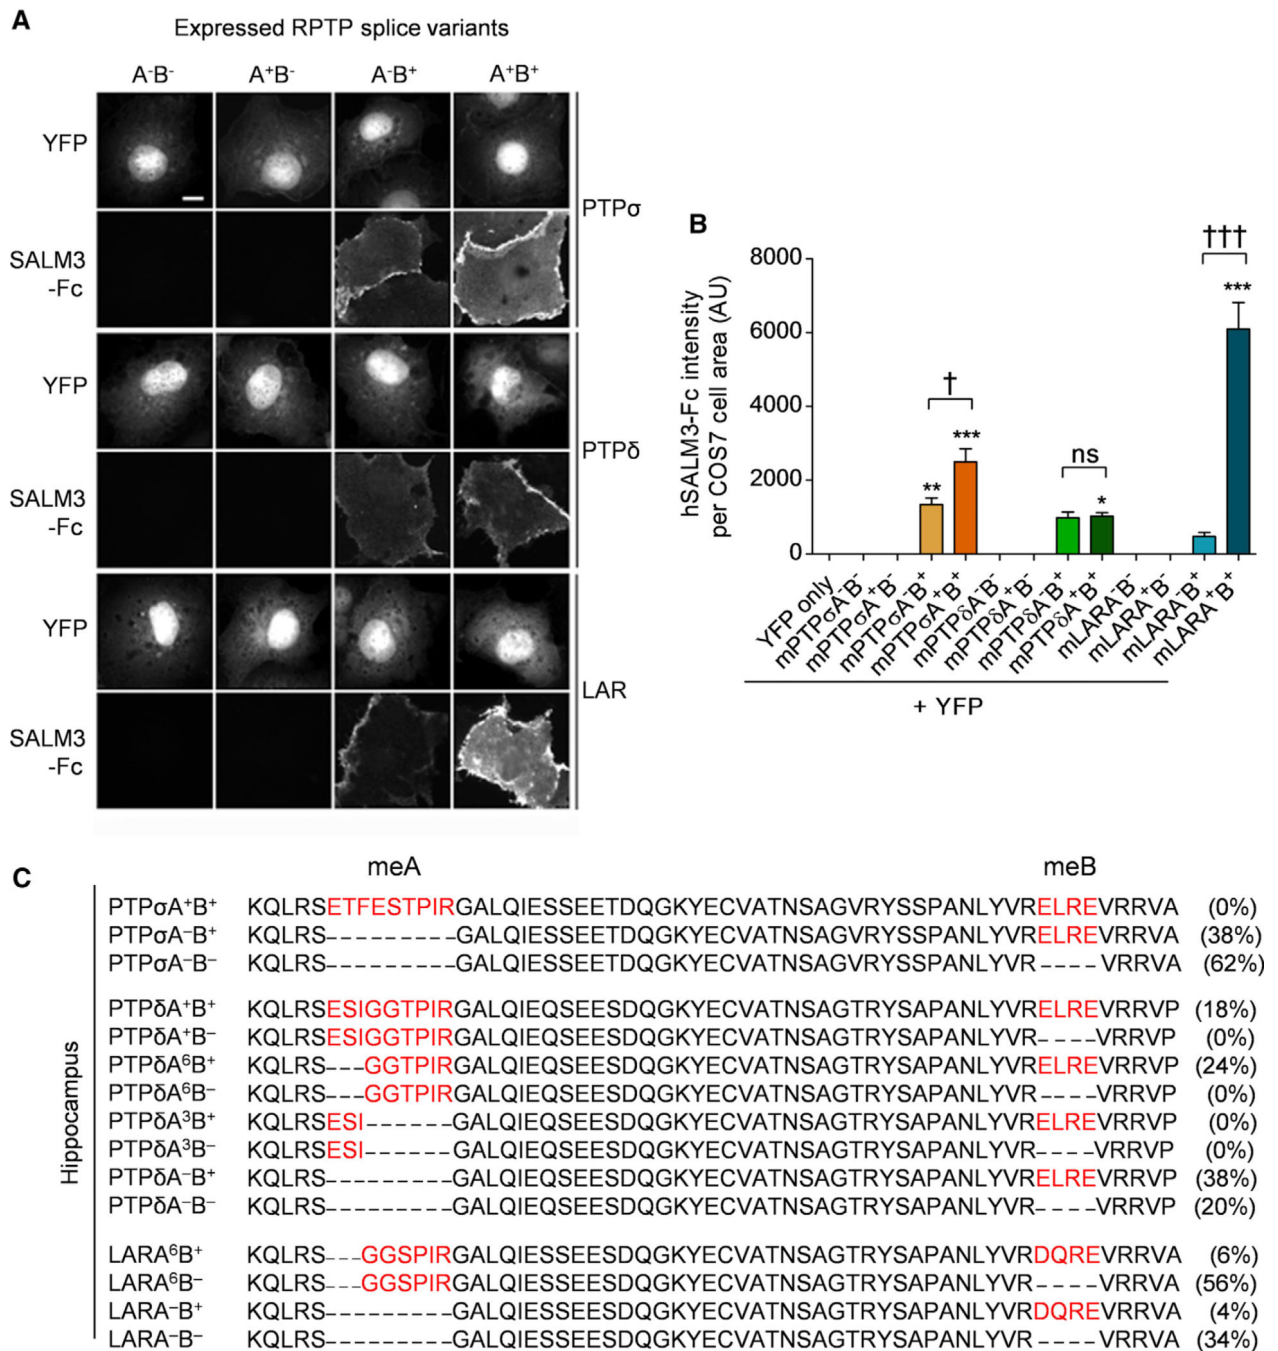 A
Expressed RPTP splice variants
A⁻B⁻ A⁺B⁻ A⁻B⁺ A⁺B⁺
YFP
SALM3
-Fc
PTPσ
YFP
SALM3
-Fc
PTPδ
YFP
SALM3
-Fc
LAR
B
hSALM3-Fc intensity
per COS7 cell area (AU)
8000
6000
4000
2000
0
†††
***
†
***
**
ns
*
YFP only
mPTPσA⁻B⁻
mPTPσA⁺B⁻
mPTPσA⁻B⁺
mPTPσA⁺B⁺
mPTPδA⁻B⁻
mPTPδA⁺B⁻
mPTPδA⁻B⁺
mPTPδA⁺B⁺
mLARA⁻B⁻
mLARA⁺B⁻
mLARA⁻B⁺
mLARA⁺B⁺
+ YFP
C
meA meB
Hippocampus
PTPσA⁺B⁺ KQLRSETFESTPIRGALQIESSEETDQGKYECVATNSAGVRYSSPANLYVRELREVRRVA (0%)
PTPσA⁻B⁺ KQLRS---------GALQIESSEETDQGKYECVATNSAGVRYSSPANLYVRELREVRRVA (38%)
PTPσA⁻B⁻ KQLRS---------GALQIESSEETDQGKYECVATNSAGVRYSSPANLYVR----VRRVA (62%)
PTPδA⁺B⁺ KQLRSESIGGTPIRGALQIEQSEESDQGKYECVATNSAGTRYSAPANLYVRELREVRRVP (18%)
PTPδA⁺B⁻ KQLRSESIGGTPIRGALQIEQSEESDQGKYECVATNSAGTRYSAPANLYVR----VRRVP (0%)
PTPδA⁶B⁺ KQLRS---GGTPIRGALQIEQSEESDQGKYECVATNSAGTRYSAPANLYVRELREVRRVP (24%)
PTPδA⁶B⁻ KQLRS---GGTPIRGALQIEQSEESDQGKYECVATNSAGTRYSAPANLYVR----VRRVP (0%)
PTPδA³B⁺ KQLRSESI------GALQIEQSEESDQGKYECVATNSAGTRYSAPANLYVRELREVRRVP (0%)
PTPδA³B⁻ KQLRSESI------GALQIEQSEESDQGKYECVATNSAGTRYSAPANLYVR----VRRVP (0%)
PTPδA⁻B⁺ KQLRS---------GALQIEQSEESDQGKYECVATNSAGTRYSAPANLYVRELREVRRVP (38%)
PTPδA⁻B⁻ KQLRS---------GALQIEQSEESDQGKYECVATNSAGTRYSAPANLYVR----VRRVP (20%)
LARA⁶B⁺ KQLRS---GGSPIRGALQIESSEESDQGKYECVATNSAGTRYSAPANLYVRDQREVRRVA (6%)
LARA⁶B⁻ KQLRS---GGSPIRGALQIESSEESDQGKYECVATNSAGTRYSAPANLYVR----VRRVA (56%)
LARA⁻B⁺ KQLRS---------GALQIESSEESDQGKYECVATNSAGTRYSAPANLYVRDQREVRRVA (4%)
LARA⁻B⁻ KQLRS---------GALQIESSEESDQGKYECVATNSAGTRYSAPANLYVR----VRRVA (34%)